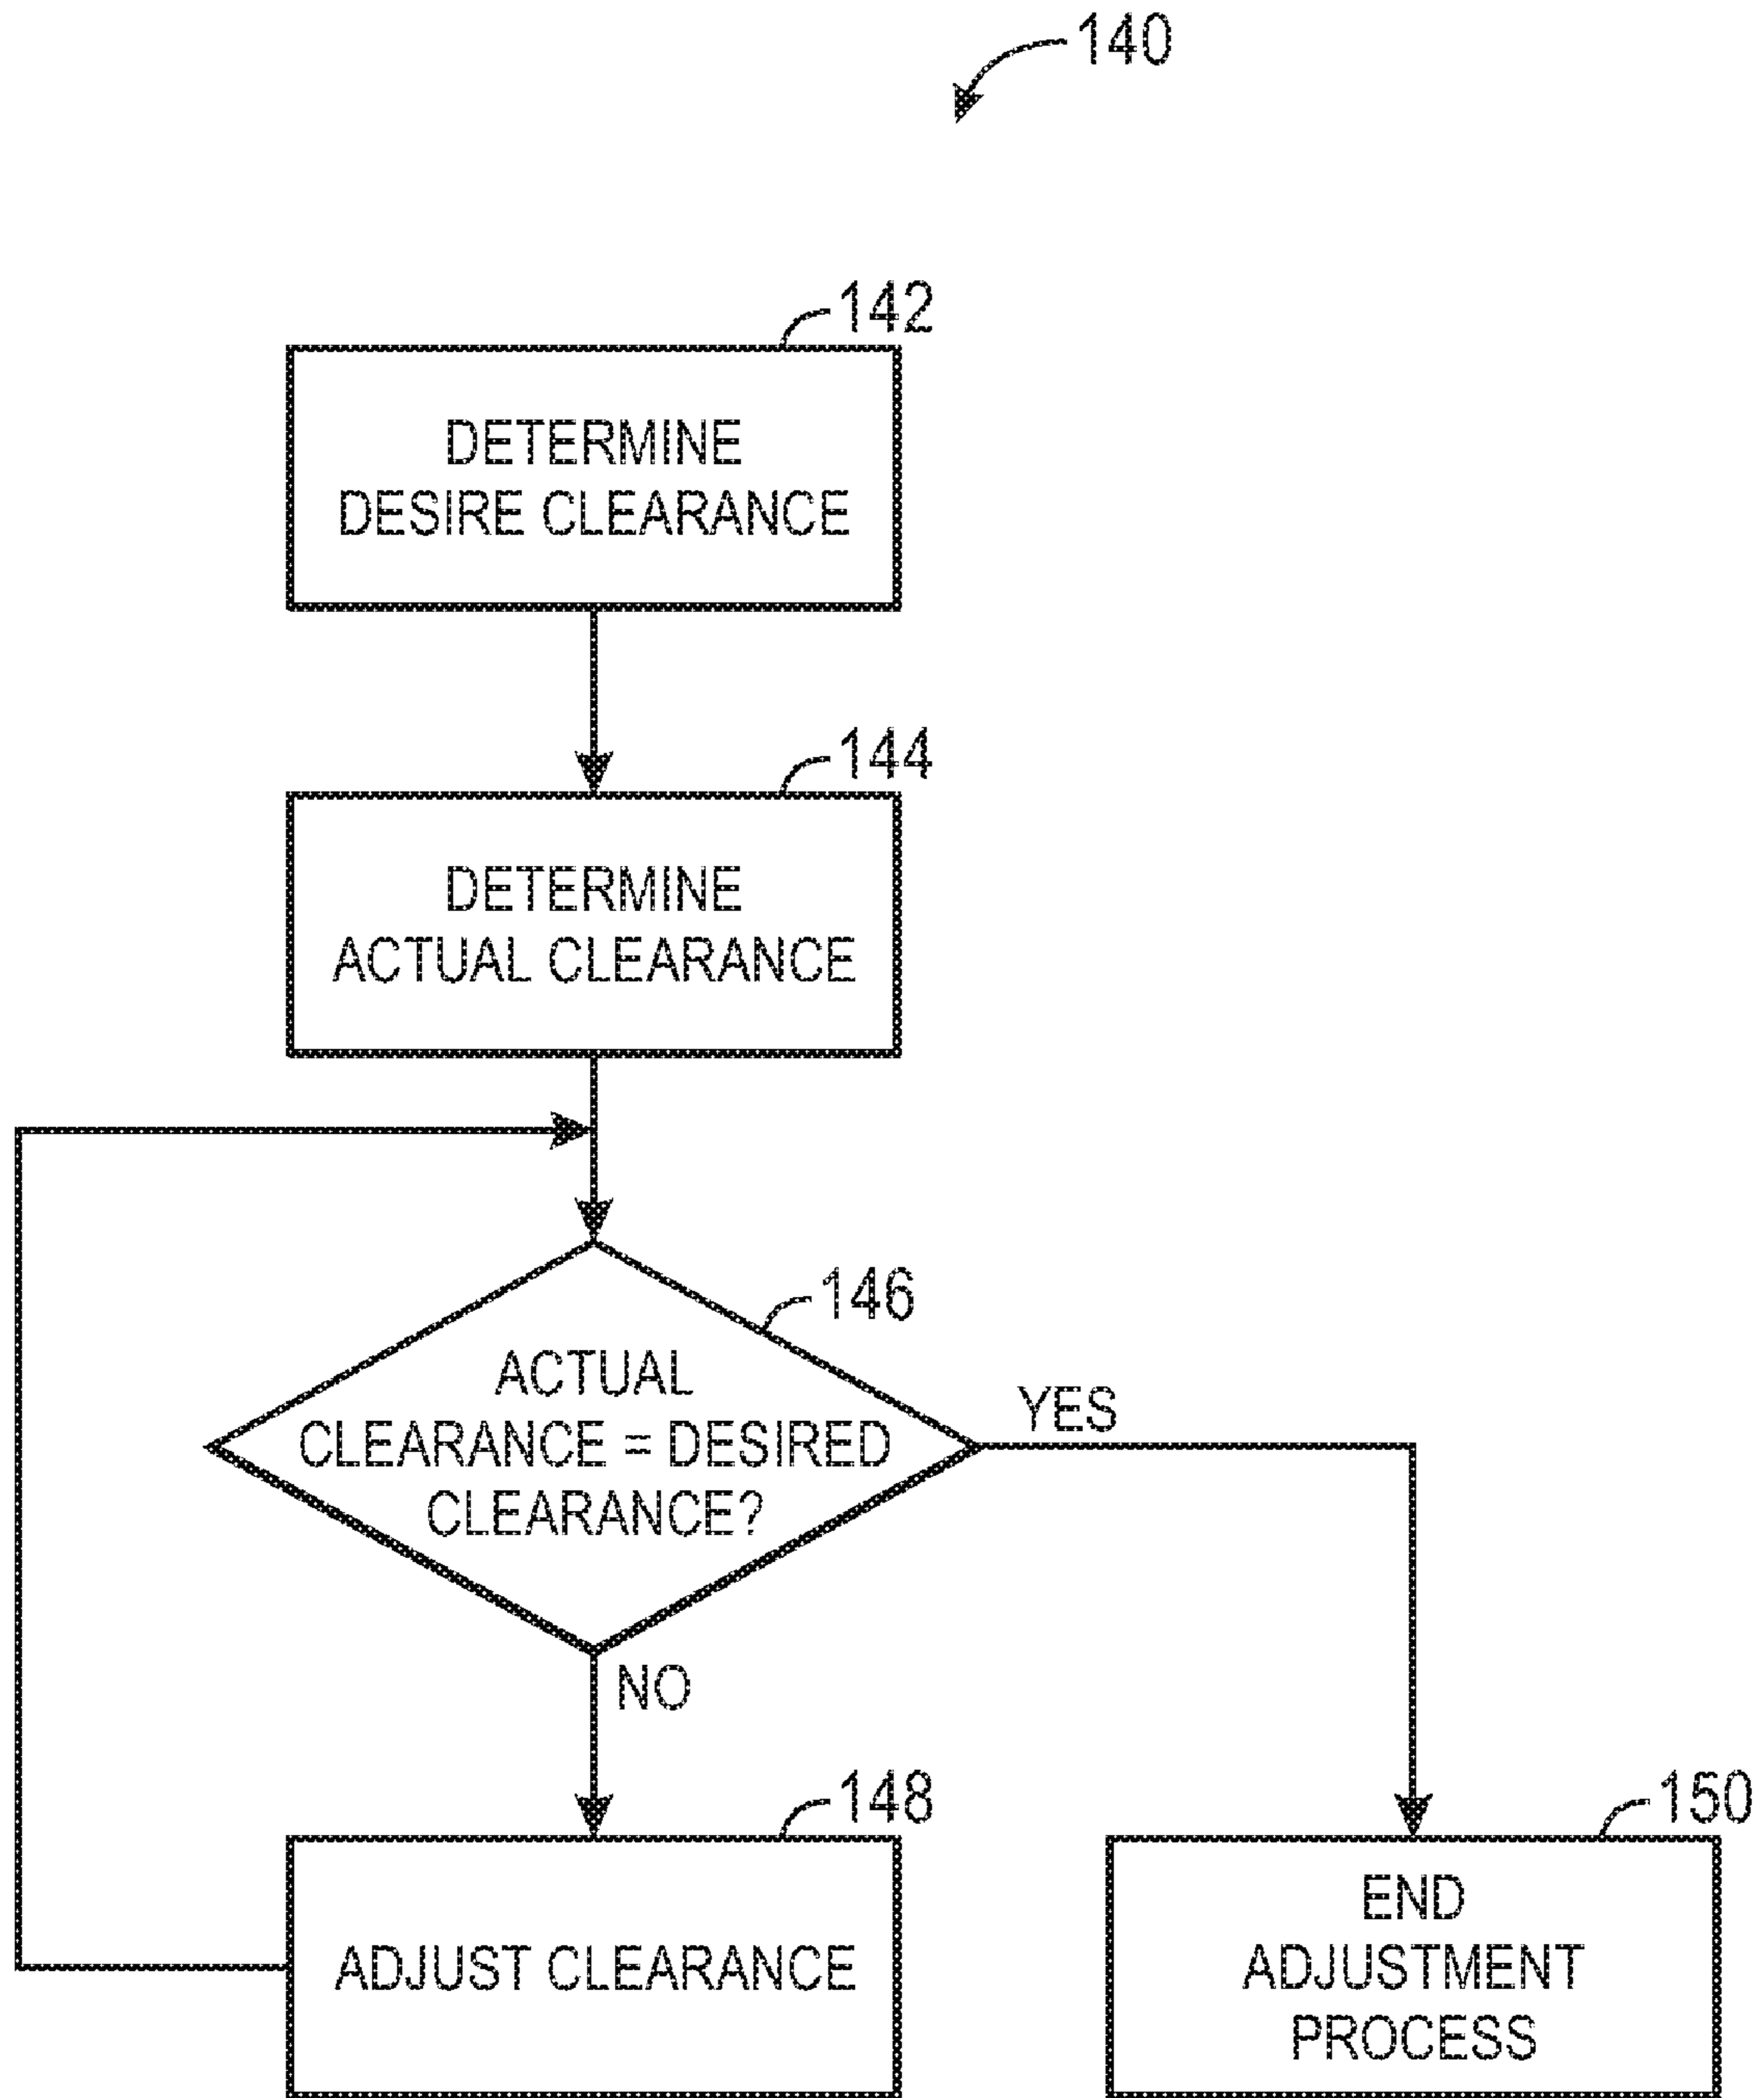 140
142
DETERMINE
DESIRE CLEARANCE
144
DETERMINE
ACTUAL CLEARANCE
146
ACTUAL
CLEARANCE = DESIRED
CLEARANCE?
YES
NO
148
ADJUST CLEARANCE
150
END
ADJUSTMENT
PROCESS